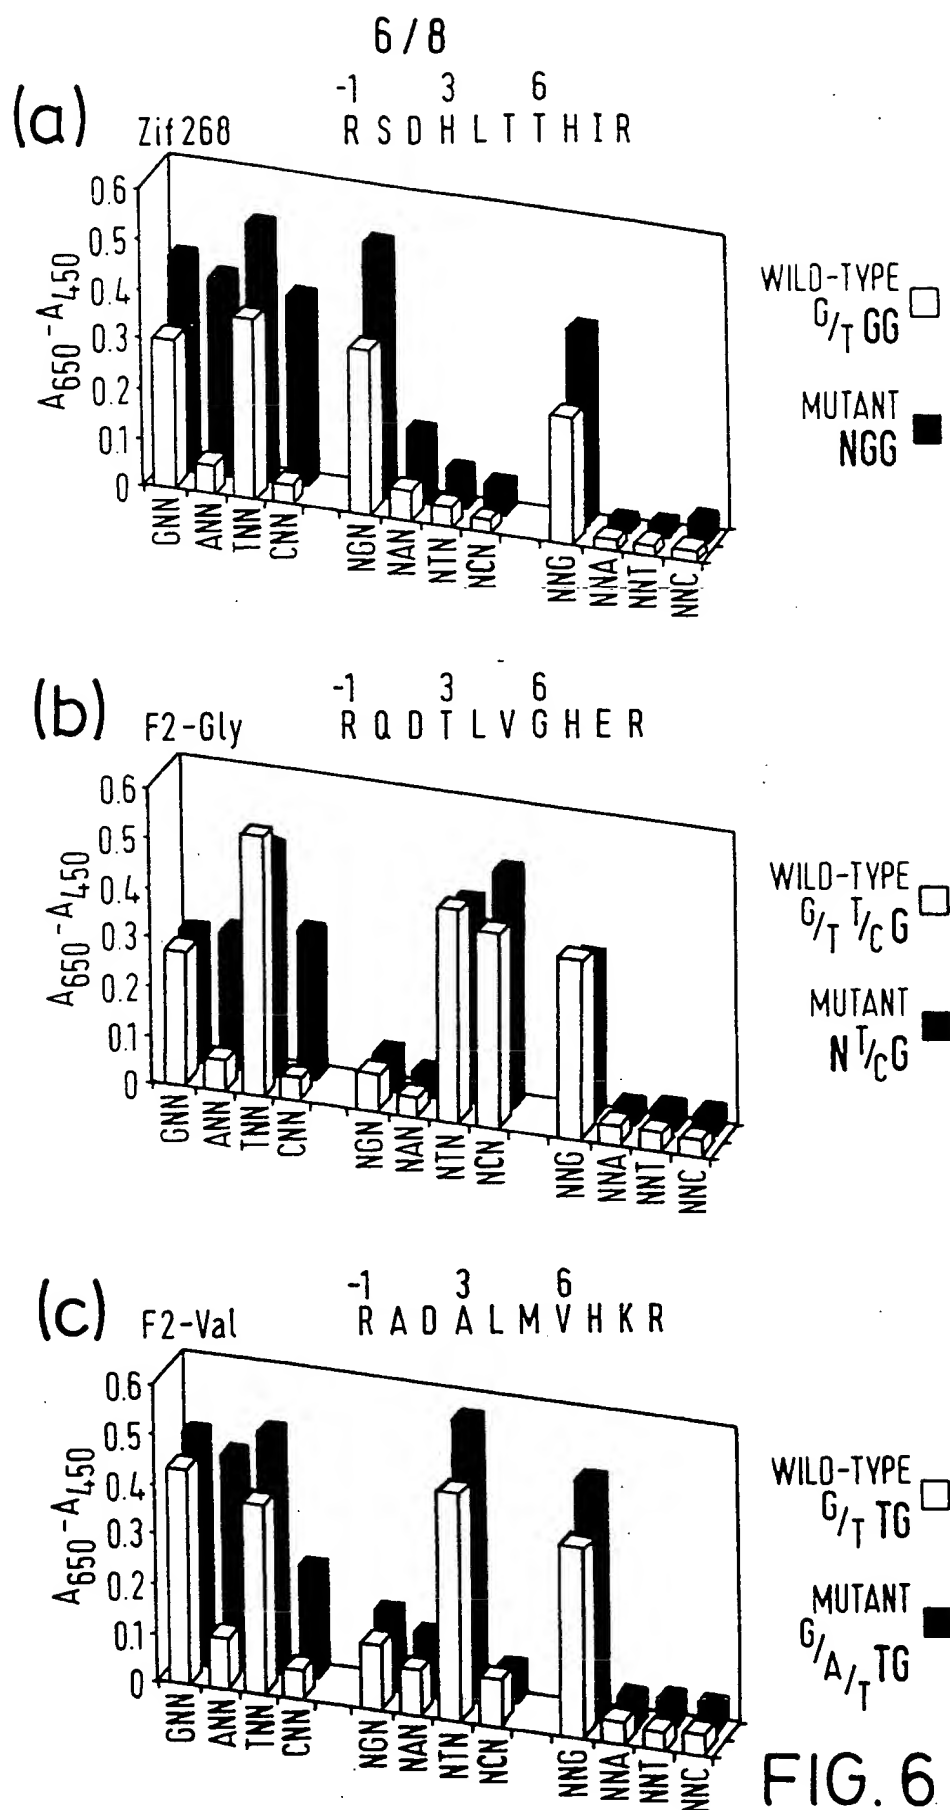 6/8
(a)
Zif268
-1 3 6
R S D H L T T H I R
0.6
0.5
0.4
0.3
0.2
0.1
0
A650-A450
GNN ANN TNN CNN NGN NAN NTN NCN NNG NNA NNT NNC
WILD-TYPE
G/T GG
MUTANT
NGG
(b)
F2-Gly
-1 3 6
R Q D T L V G H E R
0.6
0.5
0.4
0.3
0.2
0.1
0
A650-A450
GNN ANN TNN CNN NGN NAN NTN NCN NNG NNA NNT NNC
WILD-TYPE
G/T T/C G
MUTANT
N T/C G
(c)
F2-Val
-1 3 6
R A D A L M V H K R
0.6
0.5
0.4
0.3
0.2
0.1
0
A650-A450
GNN ANN TNN CNN NGN NAN NTN NCN NNG NNA NNT NNC
WILD-TYPE
G/T TG
MUTANT
G/A/T TG
FIG. 6